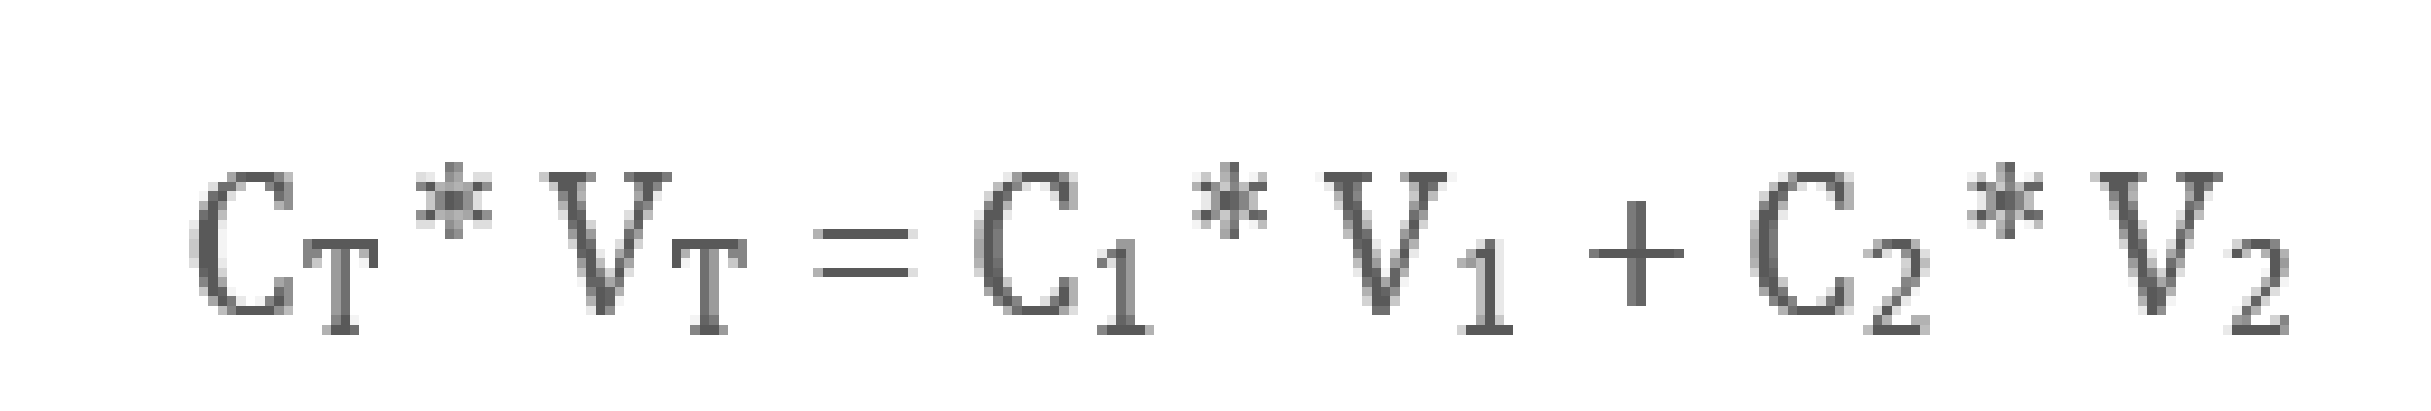 C_T * V_T = C_1 * V_1 + C_2 * V_2